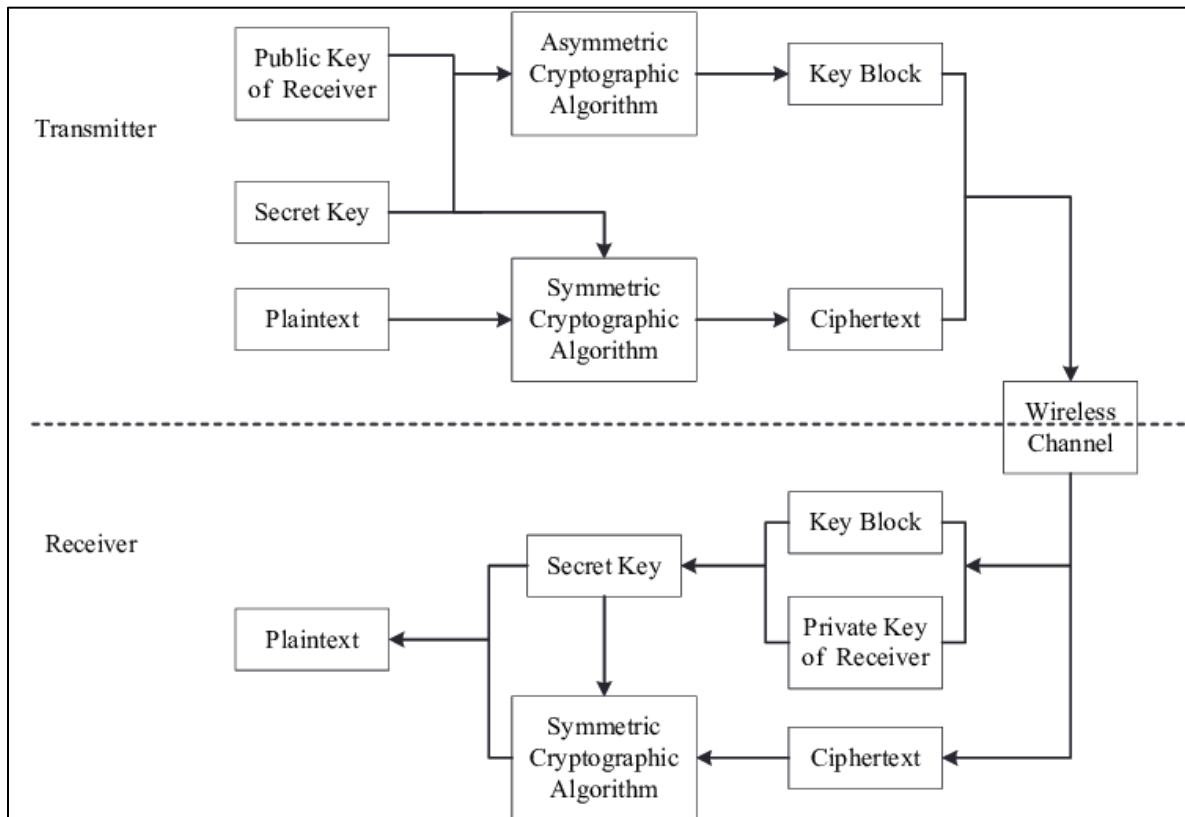 Public Key
of Receiver
Asymmetric
Cryptographic
Algorithm
Key Block
Transmitter
Secret Key
Plaintext
Symmetric
Cryptographic
Algorithm
Ciphertext
Wireless
Channel
Receiver
Key Block
Secret Key
Private Key
of Receiver
Plaintext
Symmetric
Cryptographic
Algorithm
Ciphertext